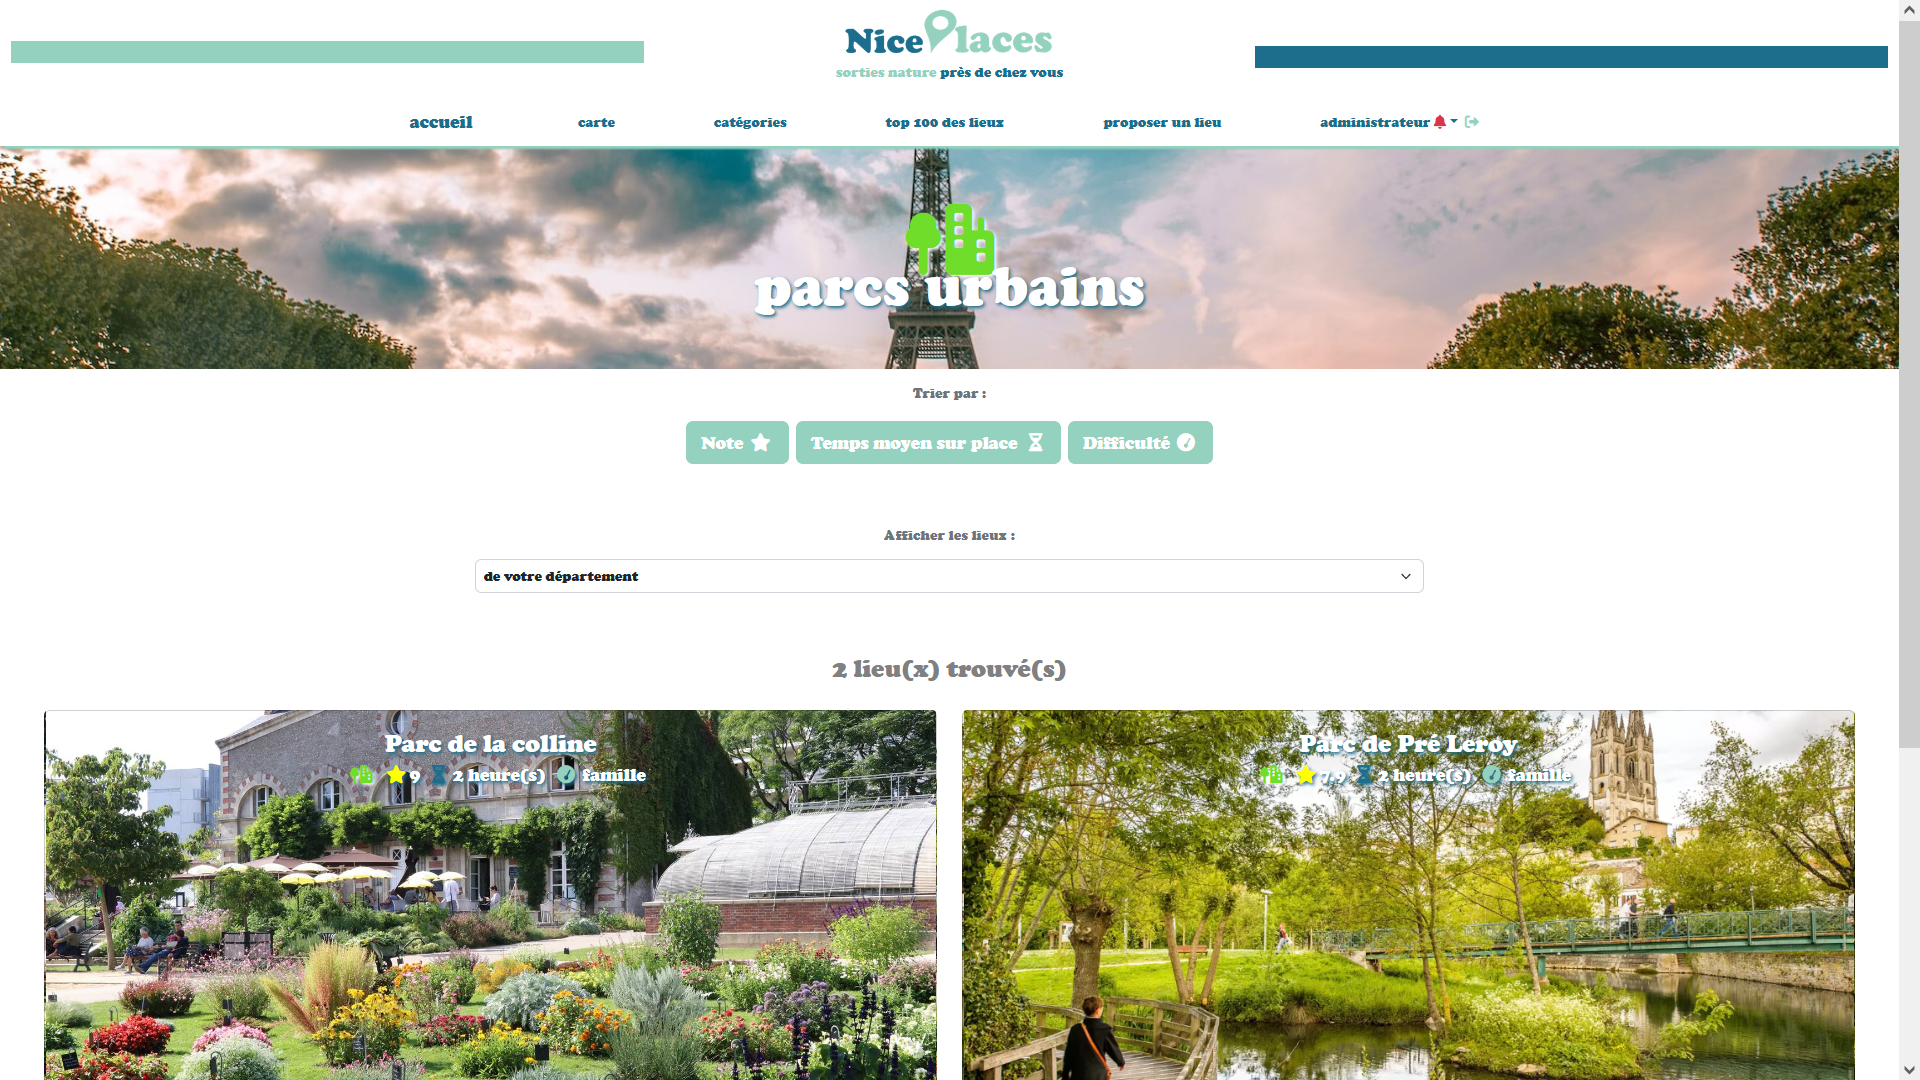 Nice Places
sorties nature près de chez vous
accueil
carte
catégories
top 100 des lieux
proposer un lieu
administrateur
parcs urbains
Trier par :
Note
Temps moyen sur place
Difficulté
Afficher les lieux :
de votre département
2 lieu(x) trouvé(s)
Parc de la colline
9 2 heure(s) famille
Parc de Pré Leroy
7.9 2 heure(s) famille